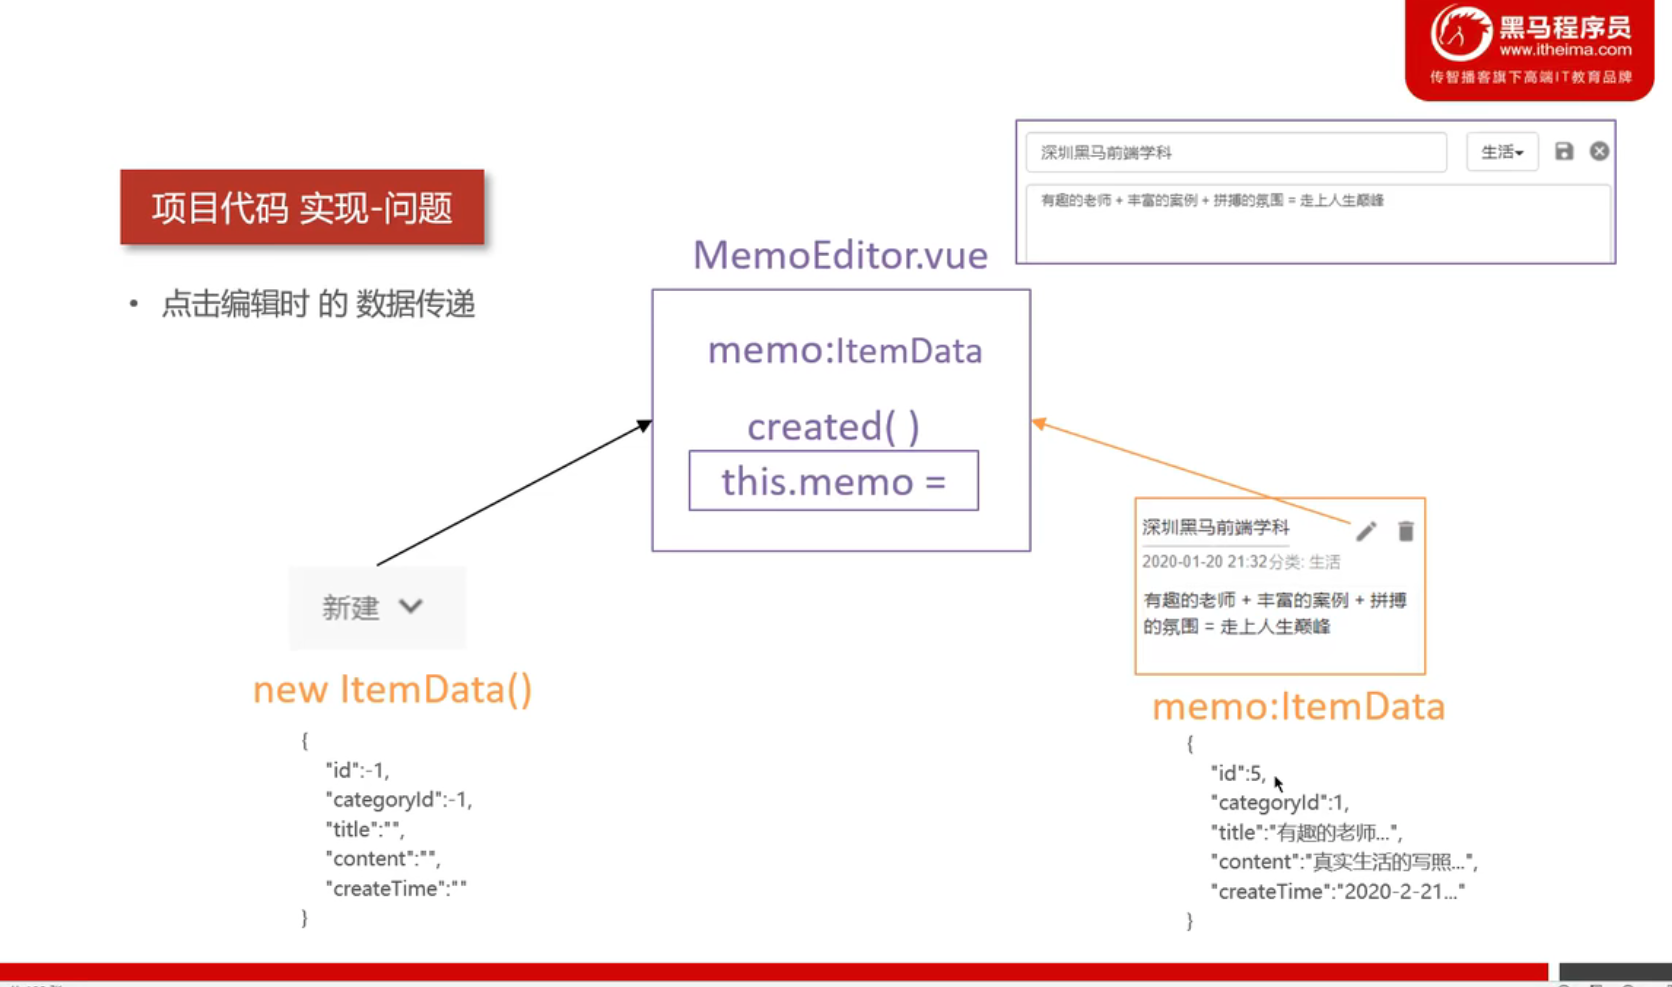 黑马程序员
www.itheima.com
传智播客旗下高端IT教育品牌
深圳黑马前端学科
生活
有趣的老师 + 丰富的案例 + 拼搏的氛围 = 走上人生巅峰
项目代码 实现-问题
• 点击编辑时 的 数据传递
MemoEditor.vue
memo:ItemData
created( )
this.memo =
新建
new ItemData()
{
"id":-1,
"categoryId":-1,
"title":"",
"content":"",
"createTime":""
}
深圳黑马前端学科
2020-01-20 21:32分类: 生活
有趣的老师 + 丰富的案例 + 拼搏
的氛围 = 走上人生巅峰
memo:ItemData
{
"id":5,
"categoryId":1,
"title":"有趣的老师...",
"content":"真实生活的写照...",
"createTime":"2020-2-21..."
}